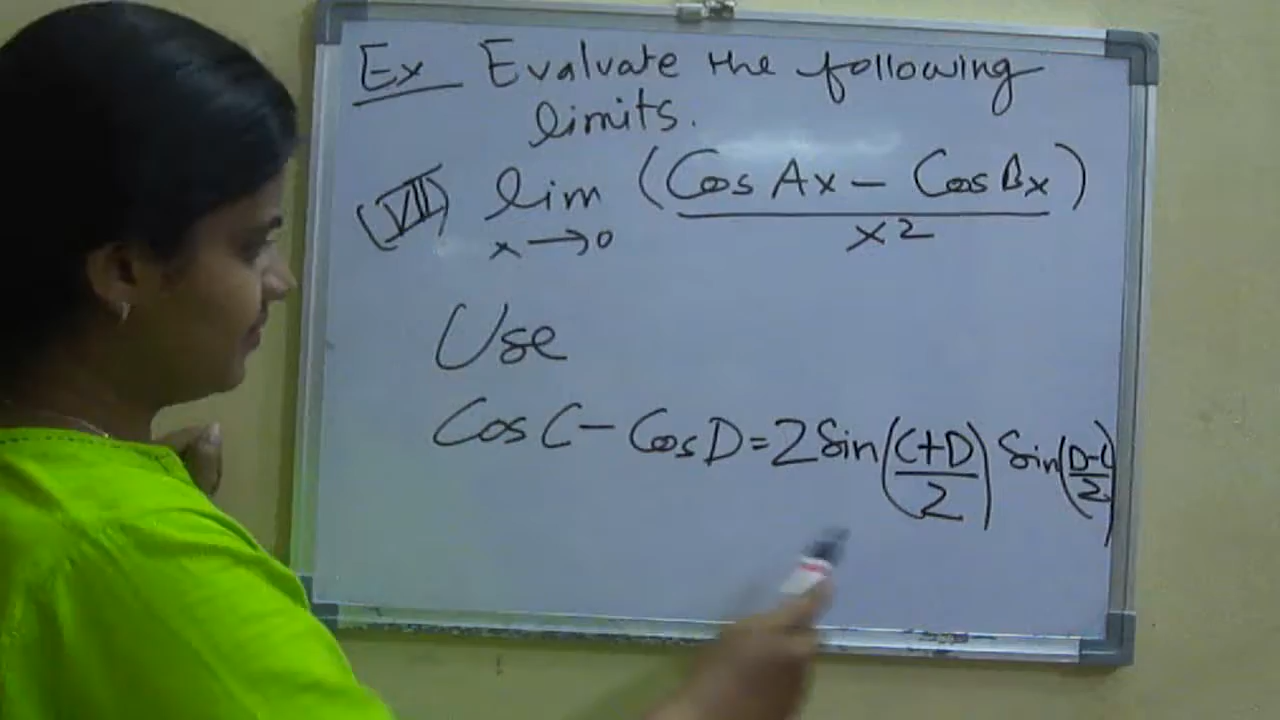 Ex Evaluate the following
limits.
(VII) lim x→0 (Cos Ax - Cos Bx) / x2
Use
Cos C - Cos D = 2 Sin (C+D / 2) Sin (D-C / 2)